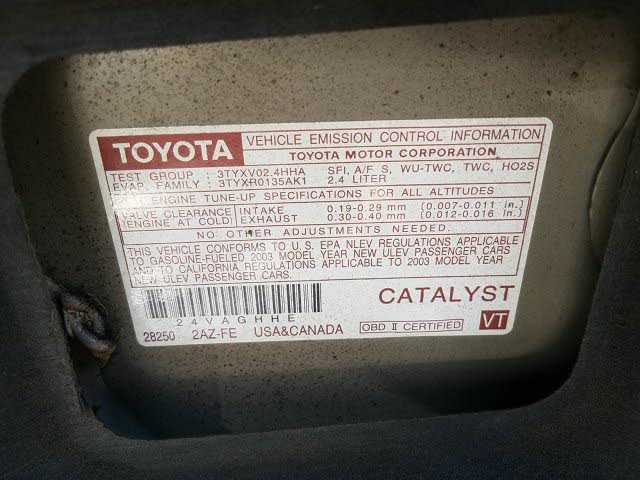 TOYOTA VEHICLE EMISSION CONTROL INFORMATION
TOYOTA MOTOR CORPORATION
TEST GROUP : 3TYXV02.4HHA SFI, A/F S, WU-TWC, TWC, HO2S
EVAP. FAMILY : 3TYXR0135AK1 2.4 LITER
ENGINE TUNE-UP SPECIFICATIONS FOR ALL ALTITUDES
VALVE CLEARANCE INTAKE 0.19-0.29 mm (0.007-0.011 in.)
ENGINE AT COLD EXHAUST 0.30-0.40 mm (0.012-0.016 in.)
NO OTHER ADJUSTMENTS NEEDED.
THIS VEHICLE CONFORMS TO U.S. EPA NLEV REGULATIONS APPLICABLE
TO GASOLINE-FUELED 2003 MODEL YEAR NEW ULEV PASSENGER CARS
AND TO CALIFORNIA REGULATIONS APPLICABLE TO 2003 MODEL YEAR
NEW ULEV PASSENGER CARS.
24VAGHHE CATALYST
28250 2AZ-FE USA&CANADA OBD II CERTIFIED VT